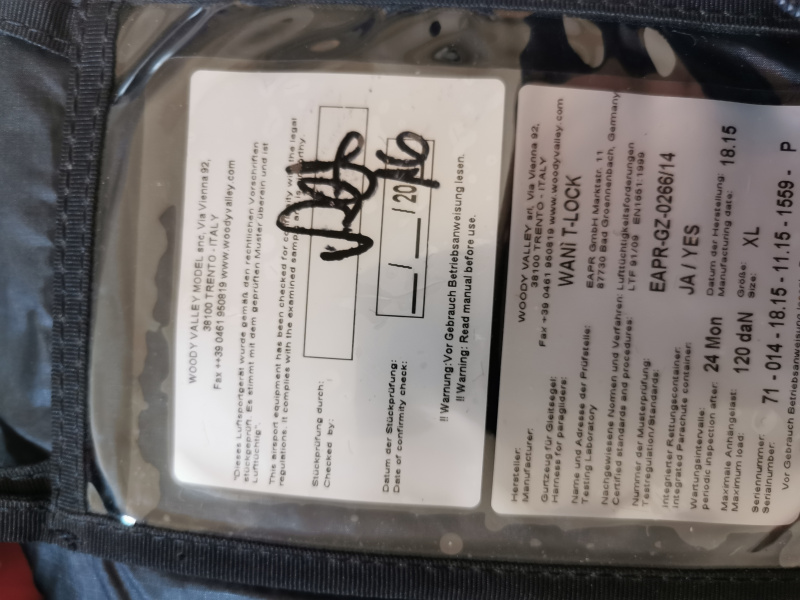 WOODY VALLEY MODEL snc, Via Vienna 92,
38100 TRENTO - ITALY
Fax ++39 0461 950819 www.woodyvalley.com
"Dieses Luftsportgerät wurde gemäß den rechtlichen Vorschriften
stückgeprüft. Es stimmt mit dem geprüften Muster überein und ist
Lufttüchtig".
This airsport equipment has been checked for conformity with the legal
regulations. It complies with the examined sample and is
Stückprüfung durch:
Checked by:
Datum der Stückprüfung:
Date of confirmity check: __/__/20 16
!! Warnung:Vor Gebrauch Betriebsanweisung lesen.
!! Warning: Read manual before use.
Hersteller:
Manufacturer:
WOODY VALLEY srl, Via Vienna 92,
38100 TRENTO - ITALY
Fax +39 0461 950819 www.woodyvalley.com
Gurtzeug für Gleitsegel:
Harness for paragliders:
WANI T-LOCK
Name und Adresse der Prüfstelle:
Testing Laboratory
EAPR GmbH Marktstr. 11
87730 Bad Groenenbach, Germany
Nachgewiesene Normen und Verfahren: Lufttüchtigkeitsforderungen
Certified standards and procedures: LTF 91/09 EN1651:1999
Nummer der Musterprüfung:
Testregulation/Standards:
EAPR-GZ-0266/14
Integrierter Rettungscontainer:
Integrated Parachute container:
JA / YES
Wartungsintervalle:
periodic inspection after: 24 Mon
Datum der Herstellung:
Manufacturing date: 18.15
Maximale Anhängelast:
Maximum load: 120 daN
Größe:
Size: XL
Seriennummer:
Serialnumber: 71 - 014 - 18.15 - 11.15 - 1559 - P
Vor Gebrauch Betriebsanweisung